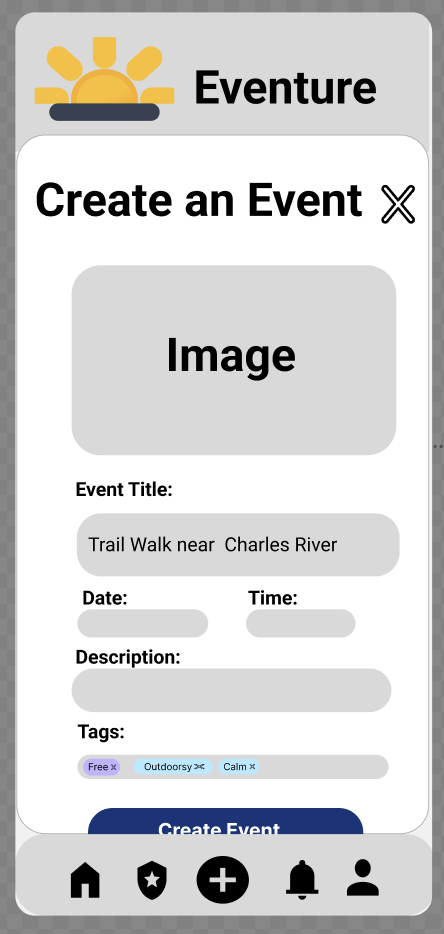 Eventure
Create an Event
Image
Event Title:
Trail Walk near  Charles River
Date: Time:
Description:
Tags:
Free Outdoorsy Calm
Create Event